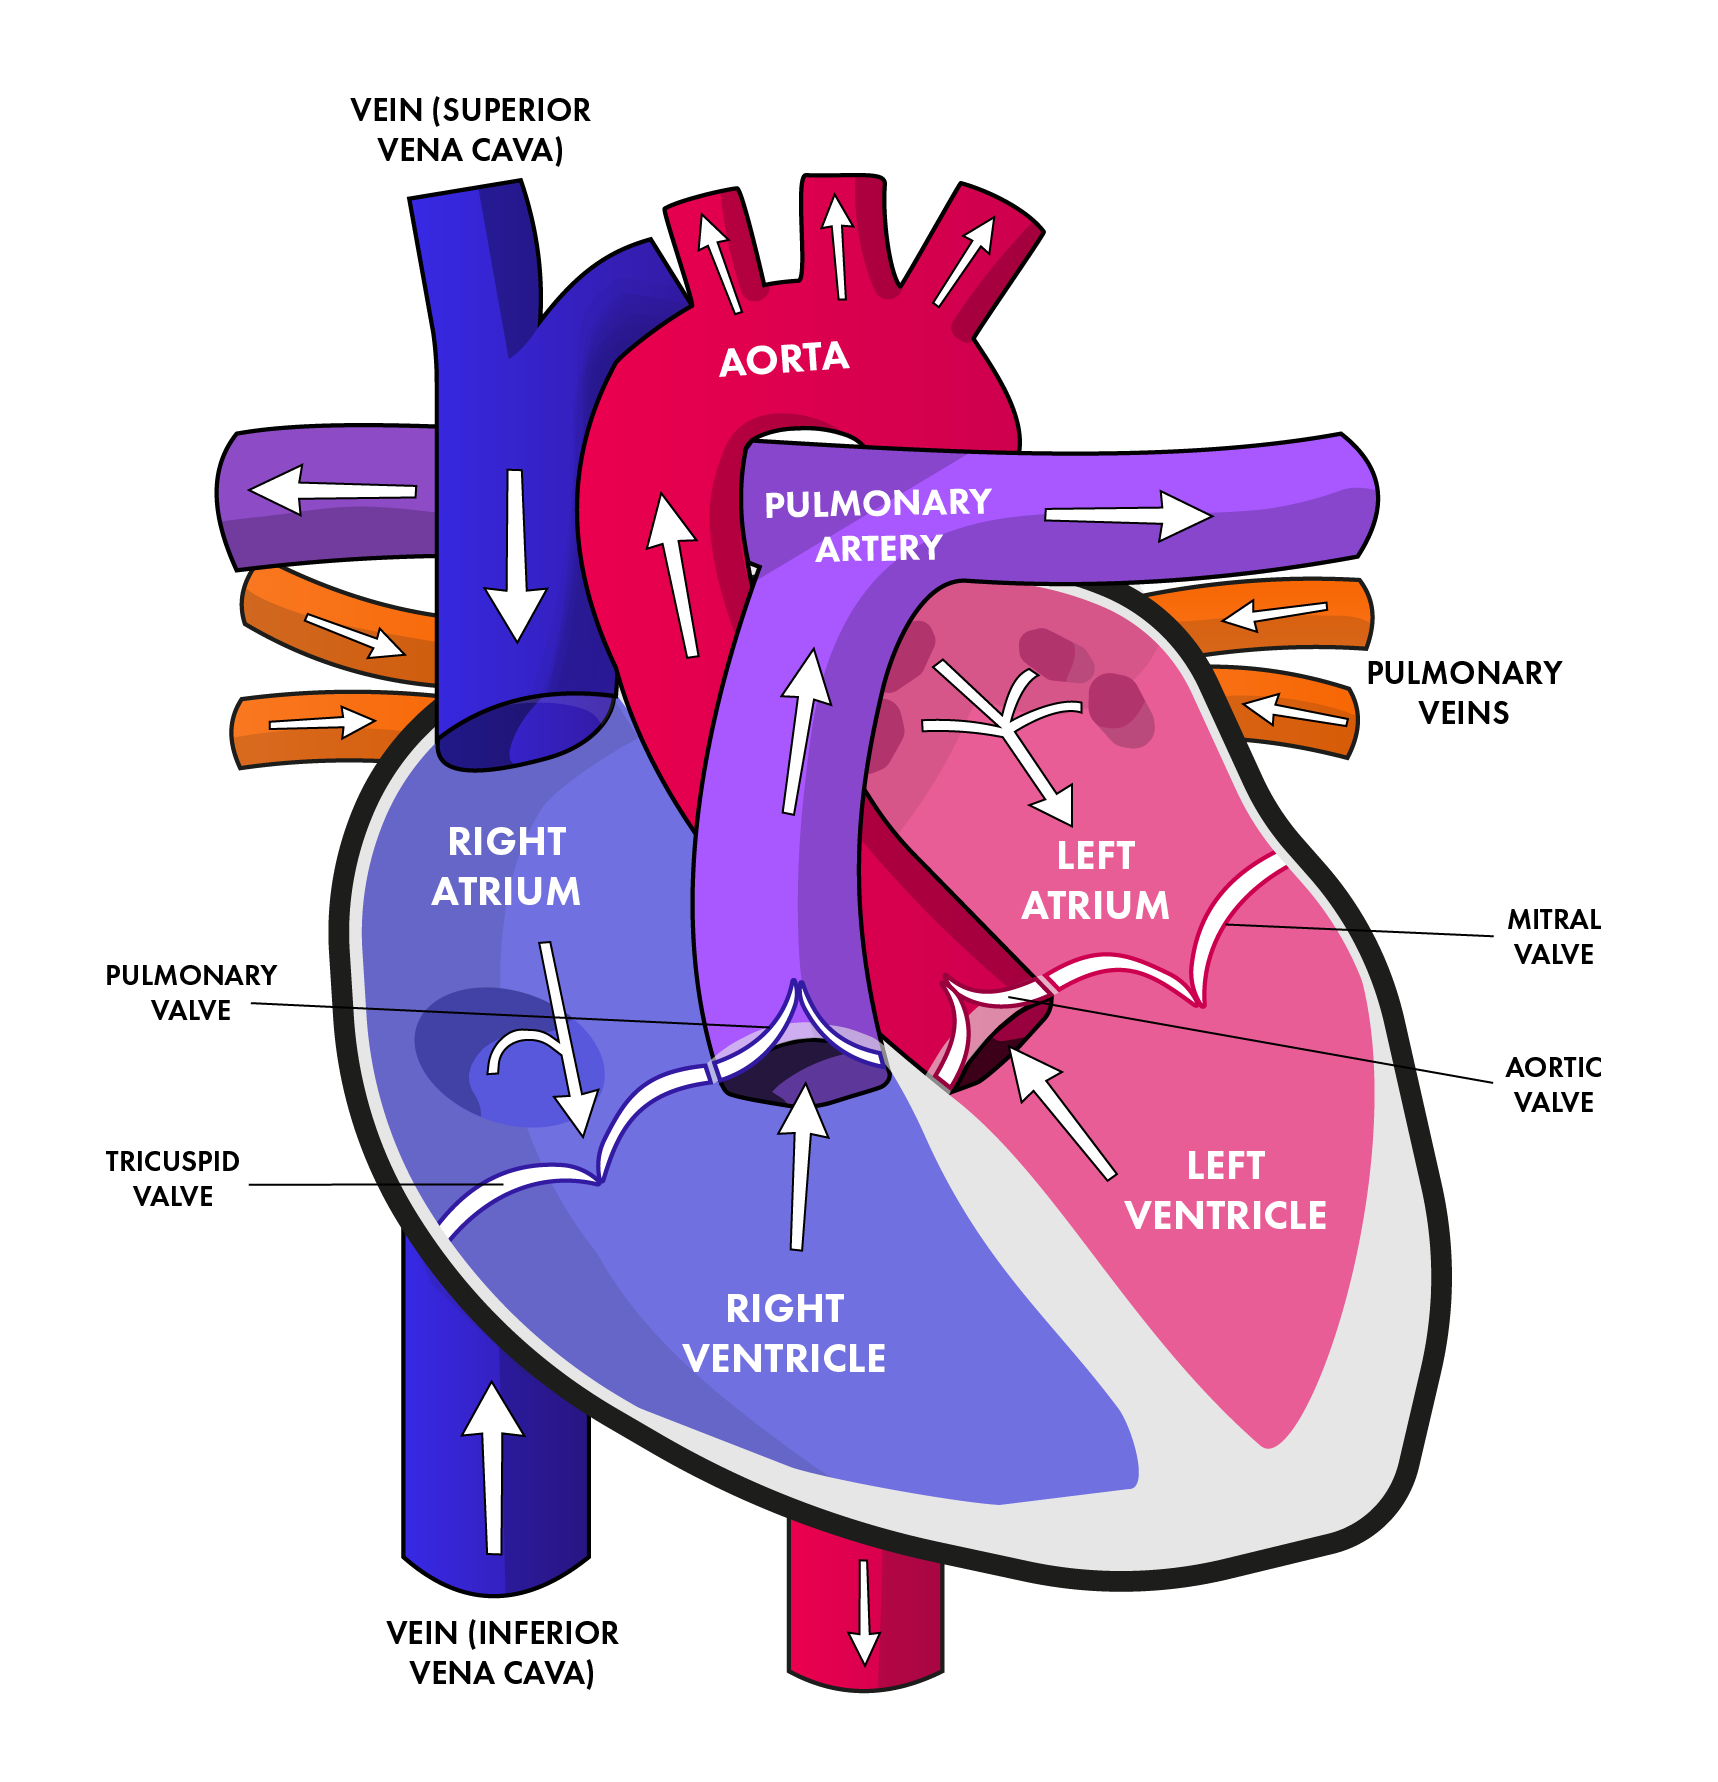 VEIN (SUPERIOR
VENA CAVA)
AORTA
PULMONARY
ARTERY
PULMONARY
VEINS
RIGHT
ATRIUM
LEFT
ATRIUM
MITRAL
VALVE
PULMONARY
VALVE
AORTIC
VALVE
TRICUSPID
VALVE
LEFT
VENTRICLE
RIGHT
VENTRICLE
VEIN (INFERIOR
VENA CAVA)